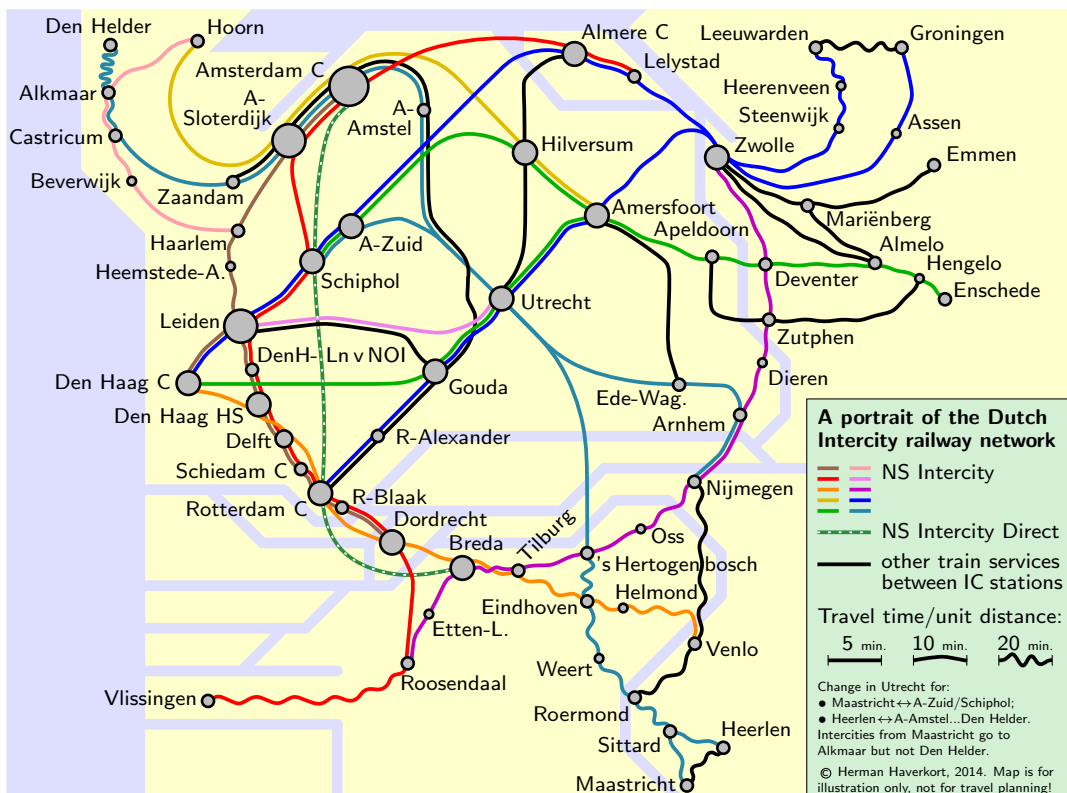 Den Helder
Hoorn
Almere C
Leeuwarden
Groningen
Amsterdam C
Lelystad
Alkmaar
Heerenveen
A-
Sloterdijk
A-
Amstel
Steenwijk
Assen
Castricum
Hilversum
Zwolle
Emmen
Beverwijk
Zaandam
Amersfoort
Mariënberg
Haarlem
A-Zuid
Apeldoorn
Almelo
Heemstede-A.
Schiphol
Deventer
Hengelo
Utrecht
Enschede
Leiden
Zutphen
DenH- Ln v NOI
Den Haag C
Gouda
Dieren
Den Haag HS
Ede-Wag.
Arnhem
Delft
R-Alexander
Schiedam C
Nijmegen
Rotterdam C
R-Blaak
Dordrecht
Oss
Breda
Tilburg
's Hertogenbosch
Eindhoven
Helmond
Etten-L.
Venlo
Weert
Roosendaal
Vlissingen
Roermond
Heerlen
Sittard
Maastricht
A portrait of the Dutch
Intercity railway network
NS Intercity
NS Intercity Direct
other train services
between IC stations
Travel time/unit distance:
5 min. 10 min. 20 min.
Change in Utrecht for:
● Maastricht↔A-Zuid/Schiphol;
● Heerlen↔A-Amstel...Den Helder.
Intercities from Maastricht go to
Alkmaar but not Den Helder.
© Herman Haverkort, 2014. Map is for
illustration only, not for travel planning!